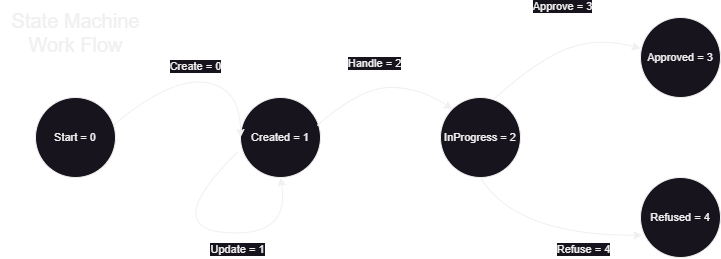 State Machine
Work Flow
Approve = 3
Create = 0
Handle = 2
Approved = 3
Start = 0
Created = 1
InProgress = 2
Refused = 4
Update = 1
Refuse = 4